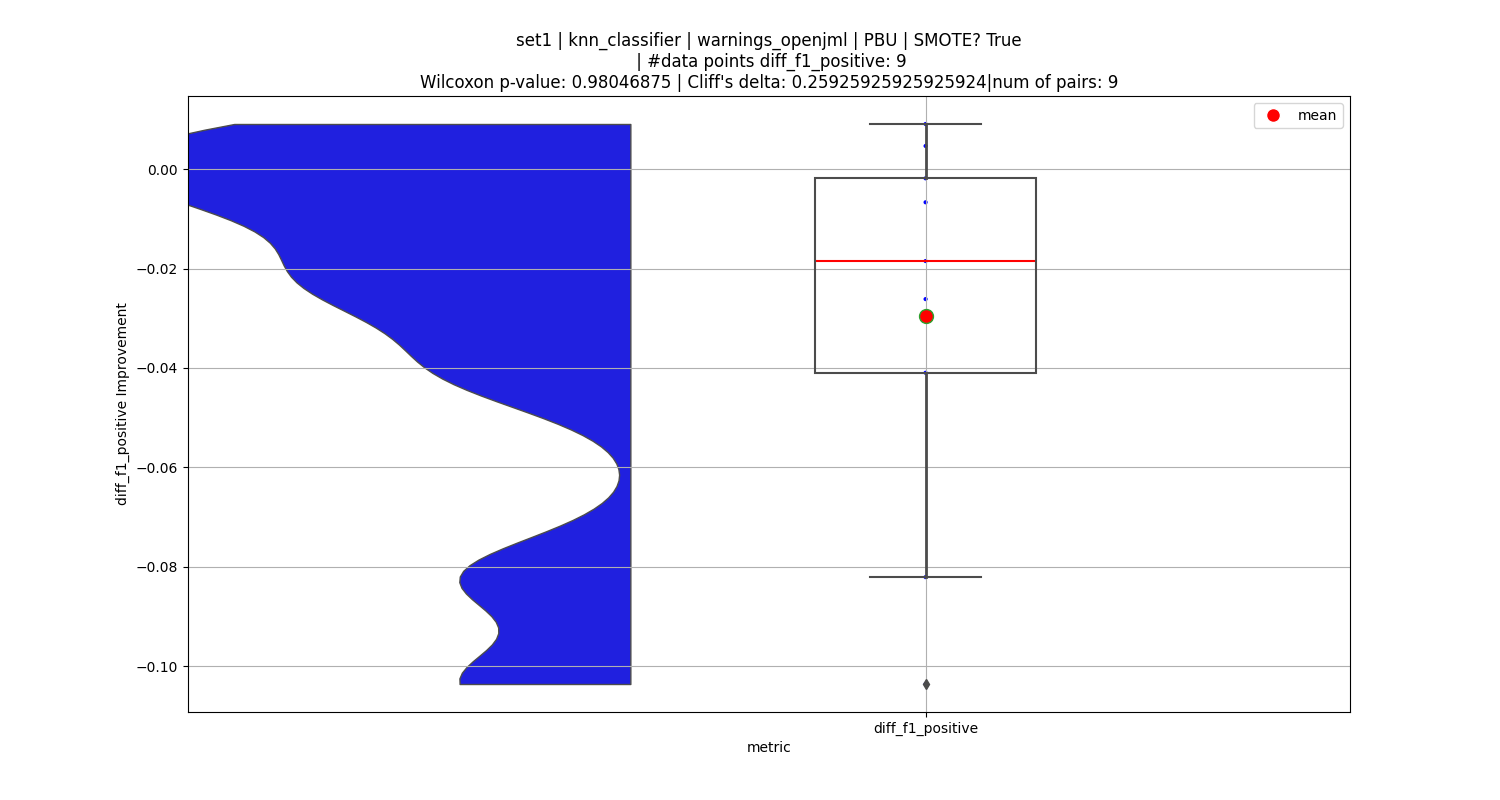 set1 | knn_classifier | warnings_openjml | PBU | SMOTE? True
| #data points diff_f1_positive: 9
Wilcoxon p-value: 0.98046875 | Cliff's delta: 0.25925925925925924|num of pairs: 9
mean
0.00
−0.02
−0.04
−0.06
−0.08
−0.10
diff_f1_positive Improvement
diff_f1_positive
metric